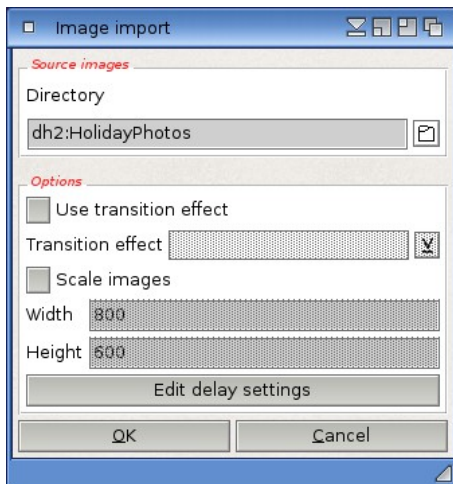 Image import
Source images
Directory
dh2:HolidayPhotos
Options
Use transition effect
Transition effect
Scale images
Width 800
Height 600
Edit delay settings
OK Cancel